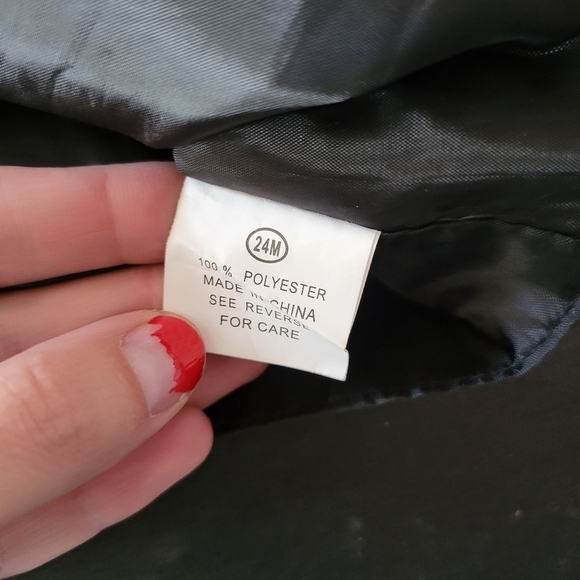 24M
100 % POLYESTER
MADE IN CHINA
SEE REVERSE
FOR CARE